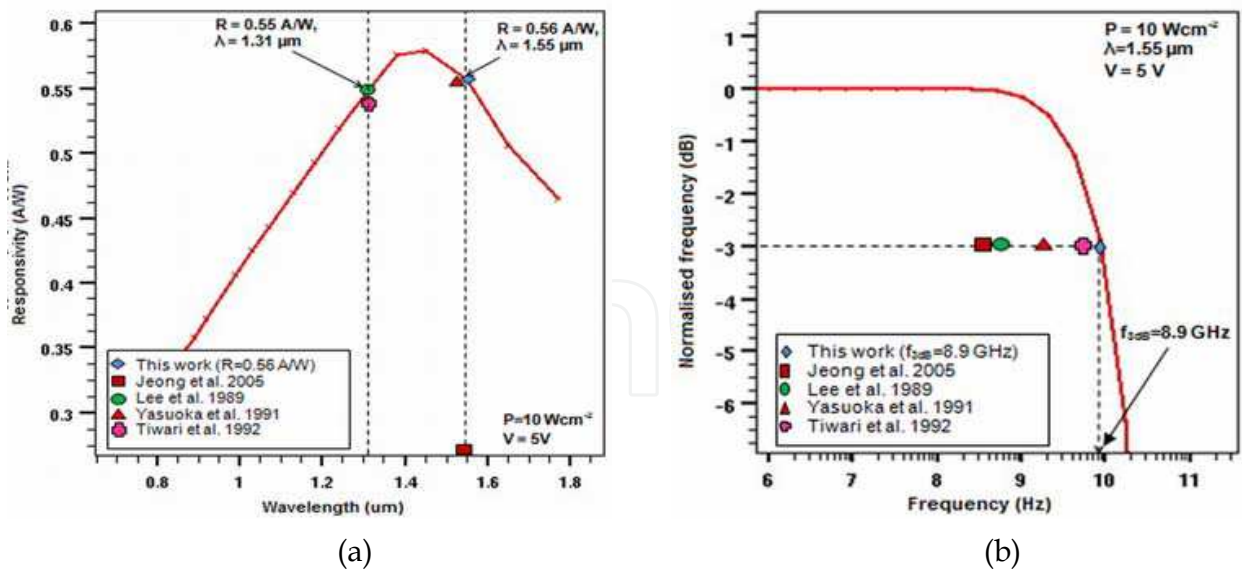 0.6
0.55
0.5
0.45
0.4
0.35
0.3
Responsivity (A/W)
R = 0.55 A/W,
λ = 1.31 μm
R = 0.56 A/W,
λ = 1.55 μm
This work (R=0.56 A/W)
Jeong et al. 2005
Lee et al. 1989
Yasuoka et al. 1991
Tiwari et al. 1992
P=10 Wcm⁻²
V = 5V
0.8
1
1.2
1.4
1.6
1.8
Wavelength (um)
(a)
1
0
−1
−2
−3
−4
−5
−6
Normalised frequency (dB)
P = 10 Wcm⁻²
λ=1.55 μm
V = 5 V
f3dB=8.9 GHz
This work (f3dB=8.9 GHz)
Jeong et al. 2005
Lee et al. 1989
Yasuoka et al. 1991
Tiwari et al. 1992
6
7
8
9
10
11
Frequency (Hz)
(b)